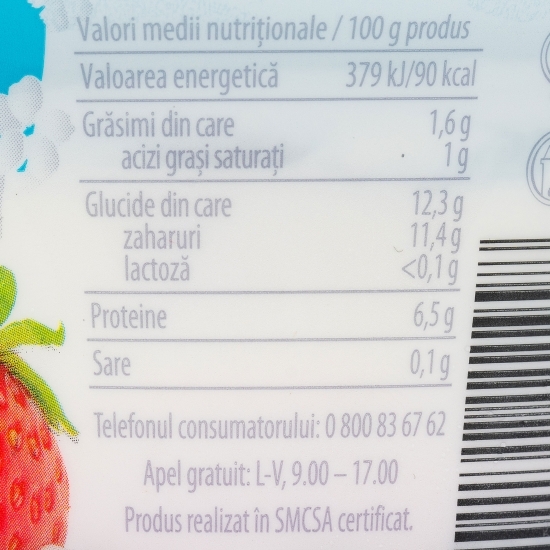 Valori medii nutriționale / 100 g produs
Valoarea energetică 379 kJ/90 kcal
Grăsimi din care 1,6 g
acizi grași saturați 1 g
Glucide din care 12,3 g
zaharuri 11,4 g
lactoză <0,1 g
Proteine 6,5 g
Sare 0,1 g
Telefonul consumatorului: 0 800 83 67 62
Apel gratuit: L-V, 9.00 – 17.00
Produs realizat în SMCSA certificat.